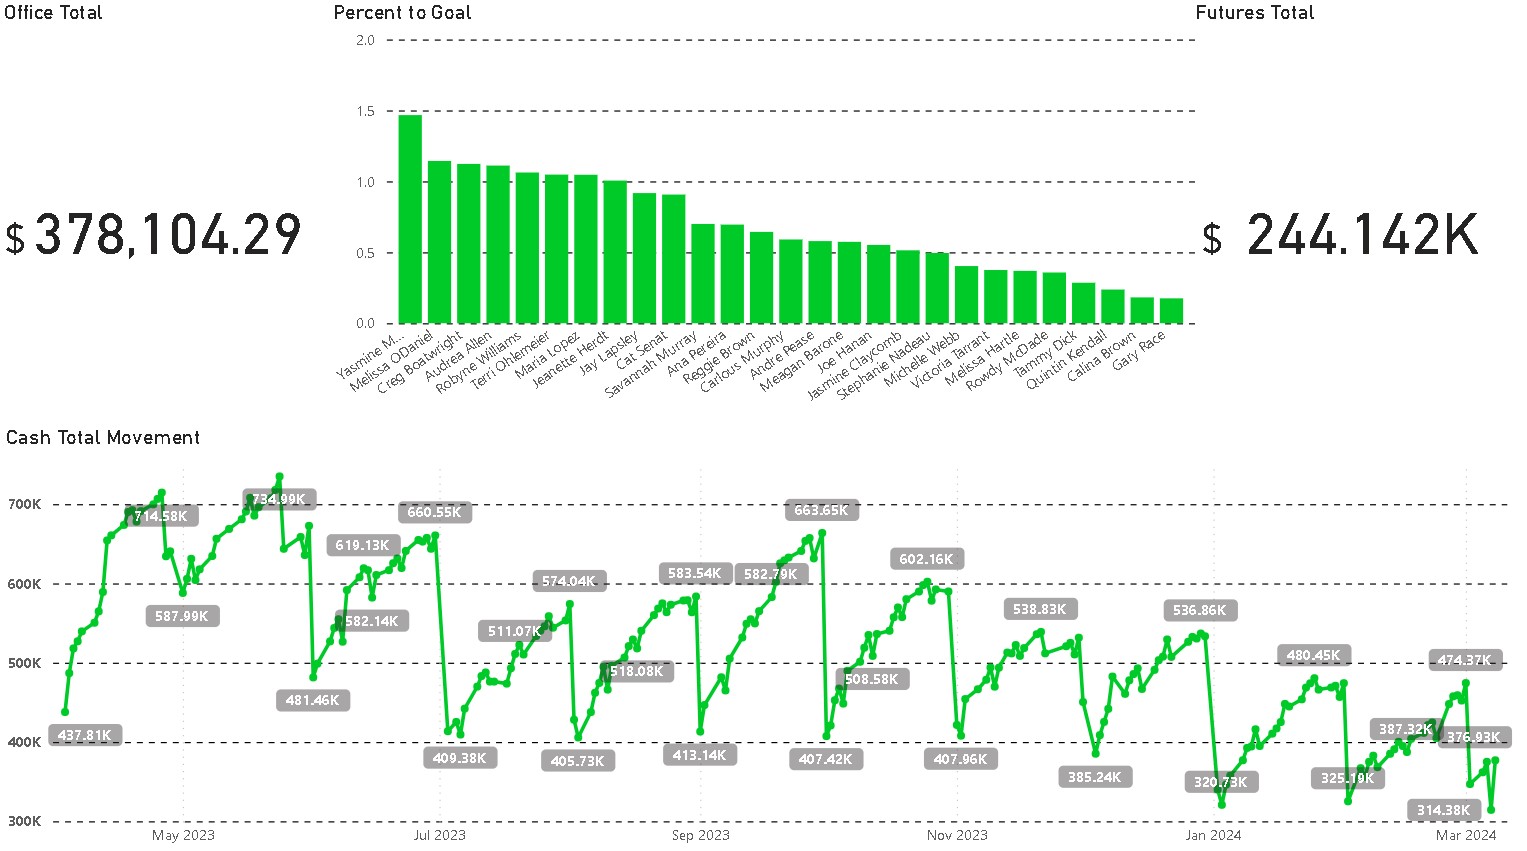 Office Total
$ 378,104.29
Percent to Goal
2.0
1.5
1.0
0.5
0.0
Yasmine M...
Melissa ODaniel
Creg Boatwright
Audrea Allen
Robyne Williams
Terri Ohlemeier
Maria Lopez
Jeanette Herdt
Jay Lapsley
Cat Senat
Savannah Murray
Ana Pereira
Reggie Brown
Carlous Murphy
Andre Pease
Meagan Barone
Joe Hanan
Jasmine Claycomb
Stephanie Nadeau
Michelle Webb
Victoria Tarrant
Melissa Hartle
Rowdy McDade
Tammy Dick
Quintin Kendall
Calina Brown
Gary Race
Futures Total
$ 244.142K
Cash Total Movement
700K
600K
500K
400K
300K
437.81K
714.58K
587.99K
734.99K
481.46K
619.13K
582.14K
660.55K
409.38K
511.07K
574.04K
405.73K
518.08K
583.54K
413.14K
582.79K
663.65K
407.42K
508.58K
602.16K
407.96K
538.83K
385.24K
536.86K
320.73K
480.45K
325.19K
387.32K
474.37K
376.93K
314.38K
May 2023
Jul 2023
Sep 2023
Nov 2023
Jan 2024
Mar 2024